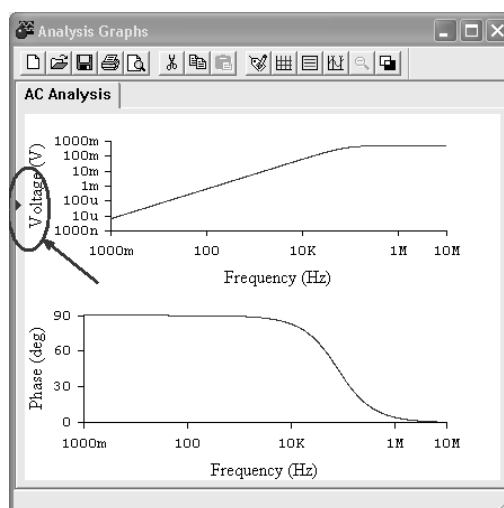 Analysis Graphs
AC Analysis
Voltage (V)
1000m
100m
10m
1m
100u
10u
1000n
1000m 100 10K 1M 10M
Frequency (Hz)
Phase (deg)
90
60
30
0
1000m 100 10K 1M 10M
Frequency (Hz)